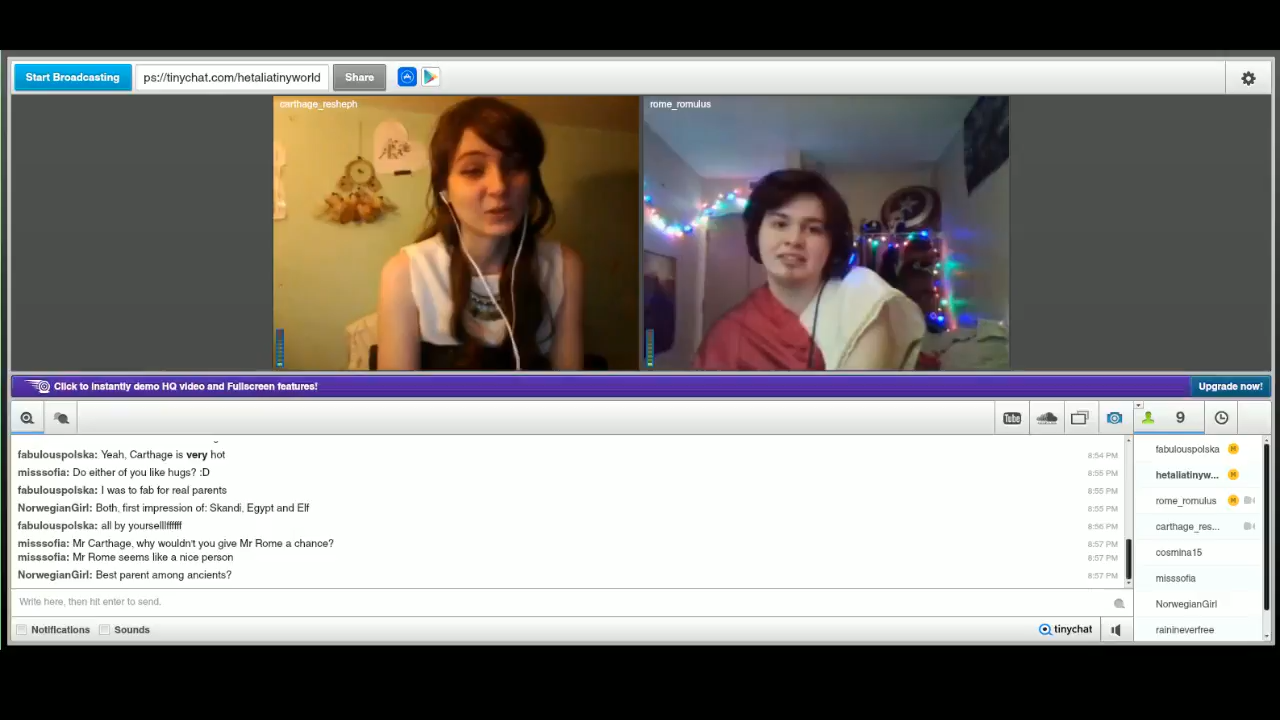 Start Broadcasting
ps://tinychat.com/hetaliatinyworld
Share
carthage_resheph
rome_romulus
Click to instantly demo HQ video and Fullscreen features!
Upgrade now!
You Tube
9
fabulouspolska: Yeah, Carthage is very hot 8:54 PM
misssofia: Do either of you like hugs? :D 8:55 PM
fabulouspolska: I was to fab for real parents 8:55 PM
NorwegianGirl: Both, first impression of: Skandi, Egypt and Elf 8:55 PM
fabulouspolska: all by yourselllffffff 8:56 PM
misssofia: Mr Carthage, why wouldn't you give Mr Rome a chance? 8:57 PM
misssofia: Mr Rome seems like a nice person 8:57 PM
NorwegianGirl: Best parent among ancients? 8:57 PM
Write here, then hit enter to send.
Notifications
Sounds
tinychat
fabulouspolska M
hetaliatinyw... M
rome_romulus M
carthage_res...
cosmina15
misssofia
NorwegianGirl
rainineverfree